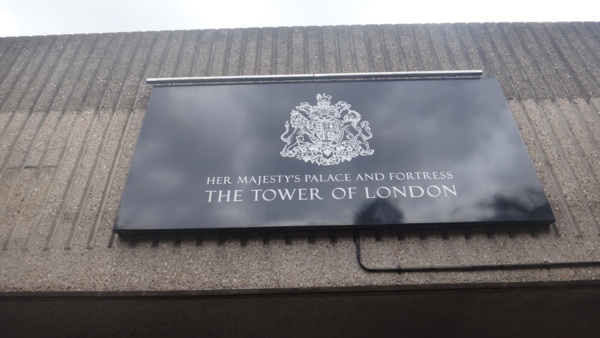 HER MAJESTY'S PALACE AND FORTRESS
THE TOWER OF LONDON